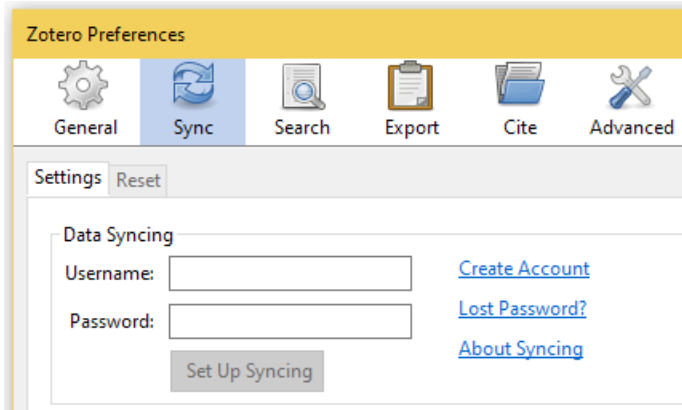 Zotero Preferences
General Sync Search Export Cite Advanced
Settings Reset
Data Syncing
Username: Create Account
Password: Lost Password?
About Syncing
Set Up Syncing